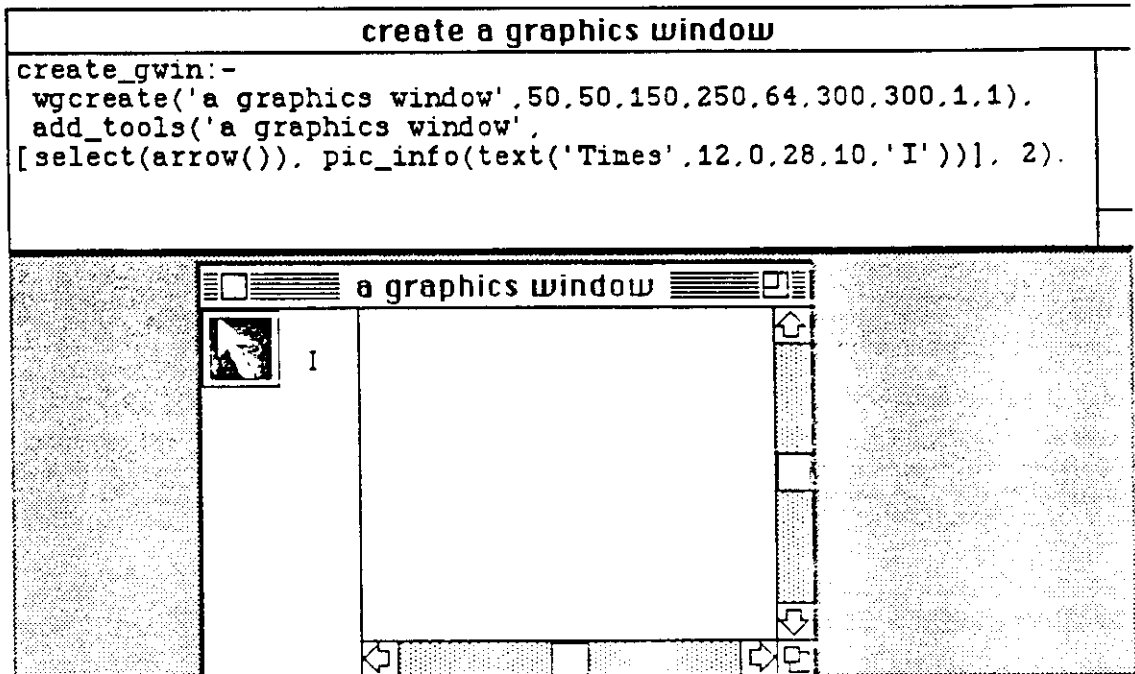 create a graphics window
create_gwin:-
wgcreate('a graphics window',50,50,150,250,64,300,300,1,1),
add_tools('a graphics window',
[select(arrow()), pic_info(text('Times',12,0,28,10,'I'))], 2).
a graphics window
I